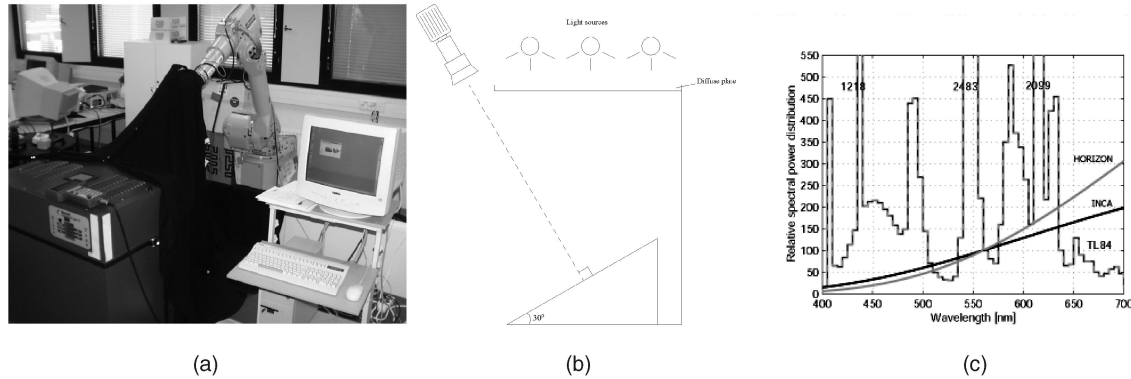 Light sources
Diffuse plate
30°
(a)
(b)
Relative spectral power distribution
550
500
450
400
350
300
250
200
150
100
50
0
1218
2483
2099
HORIZON
INCA
TL84
400
450
500
550
600
650
700
Wavelength [nm]
(c)